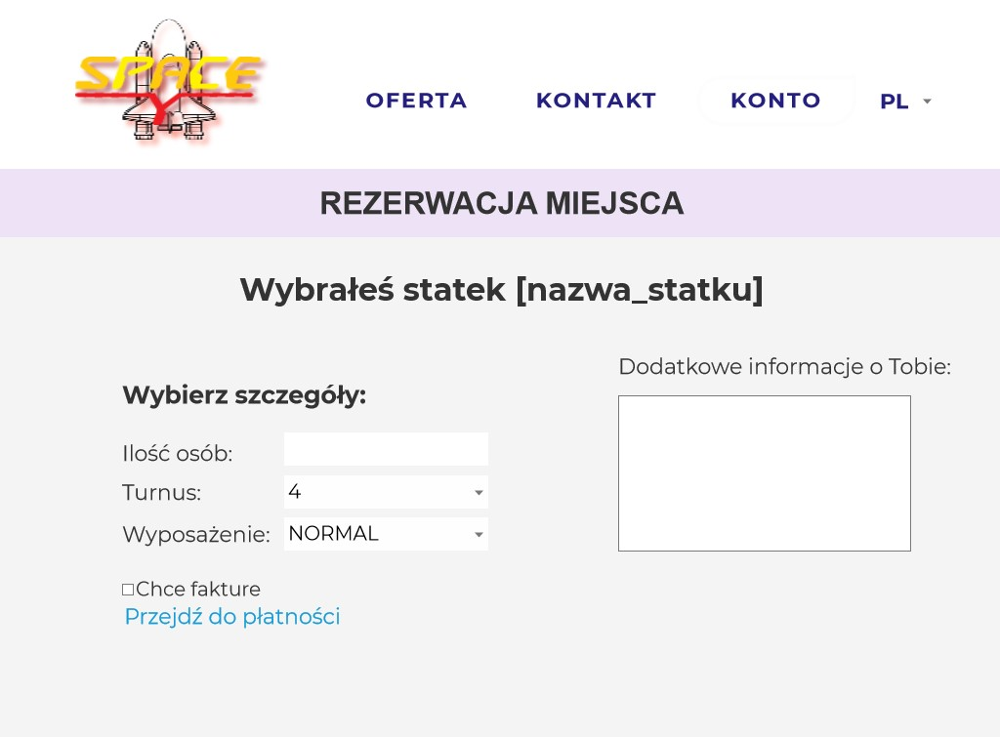 SPACE
Y
OFERTA
KONTAKT
KONTO
PL
REZERWACJA MIEJSCA
Wybrałeś statek [nazwa_statku]
Wybierz szczegóły:
Ilość osób:
Turnus: 4
Wyposażenie: NORMAL
Chce fakture
Przejdź do płatności
Dodatkowe informacje o Tobie: